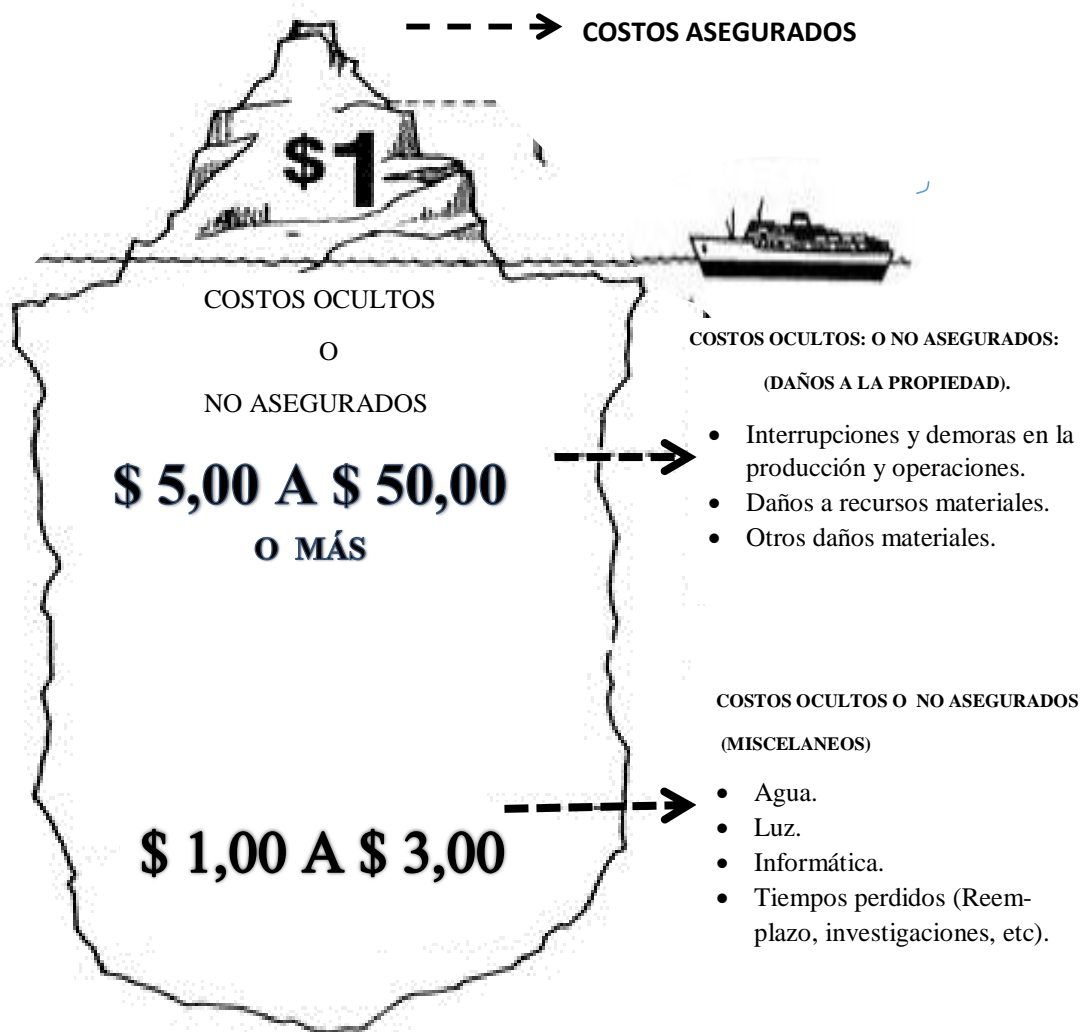 COSTOS ASEGURADOS
$1
COSTOS OCULTOS
O
NO ASEGURADOS
$ 5,00 A $ 50,00
O MÁS
COSTOS OCULTOS: O NO ASEGURADOS:
(DAÑOS A LA PROPIEDAD).
• Interrupciones y demoras en la
producción y operaciones.
• Daños a recursos materiales.
• Otros daños materiales.
COSTOS OCULTOS O NO ASEGURADOS
(MISCELANEOS)
$ 1,00 A $ 3,00
• Agua.
• Luz.
• Informática.
• Tiempos perdidos (Reem-
plazo, investigaciones, etc).